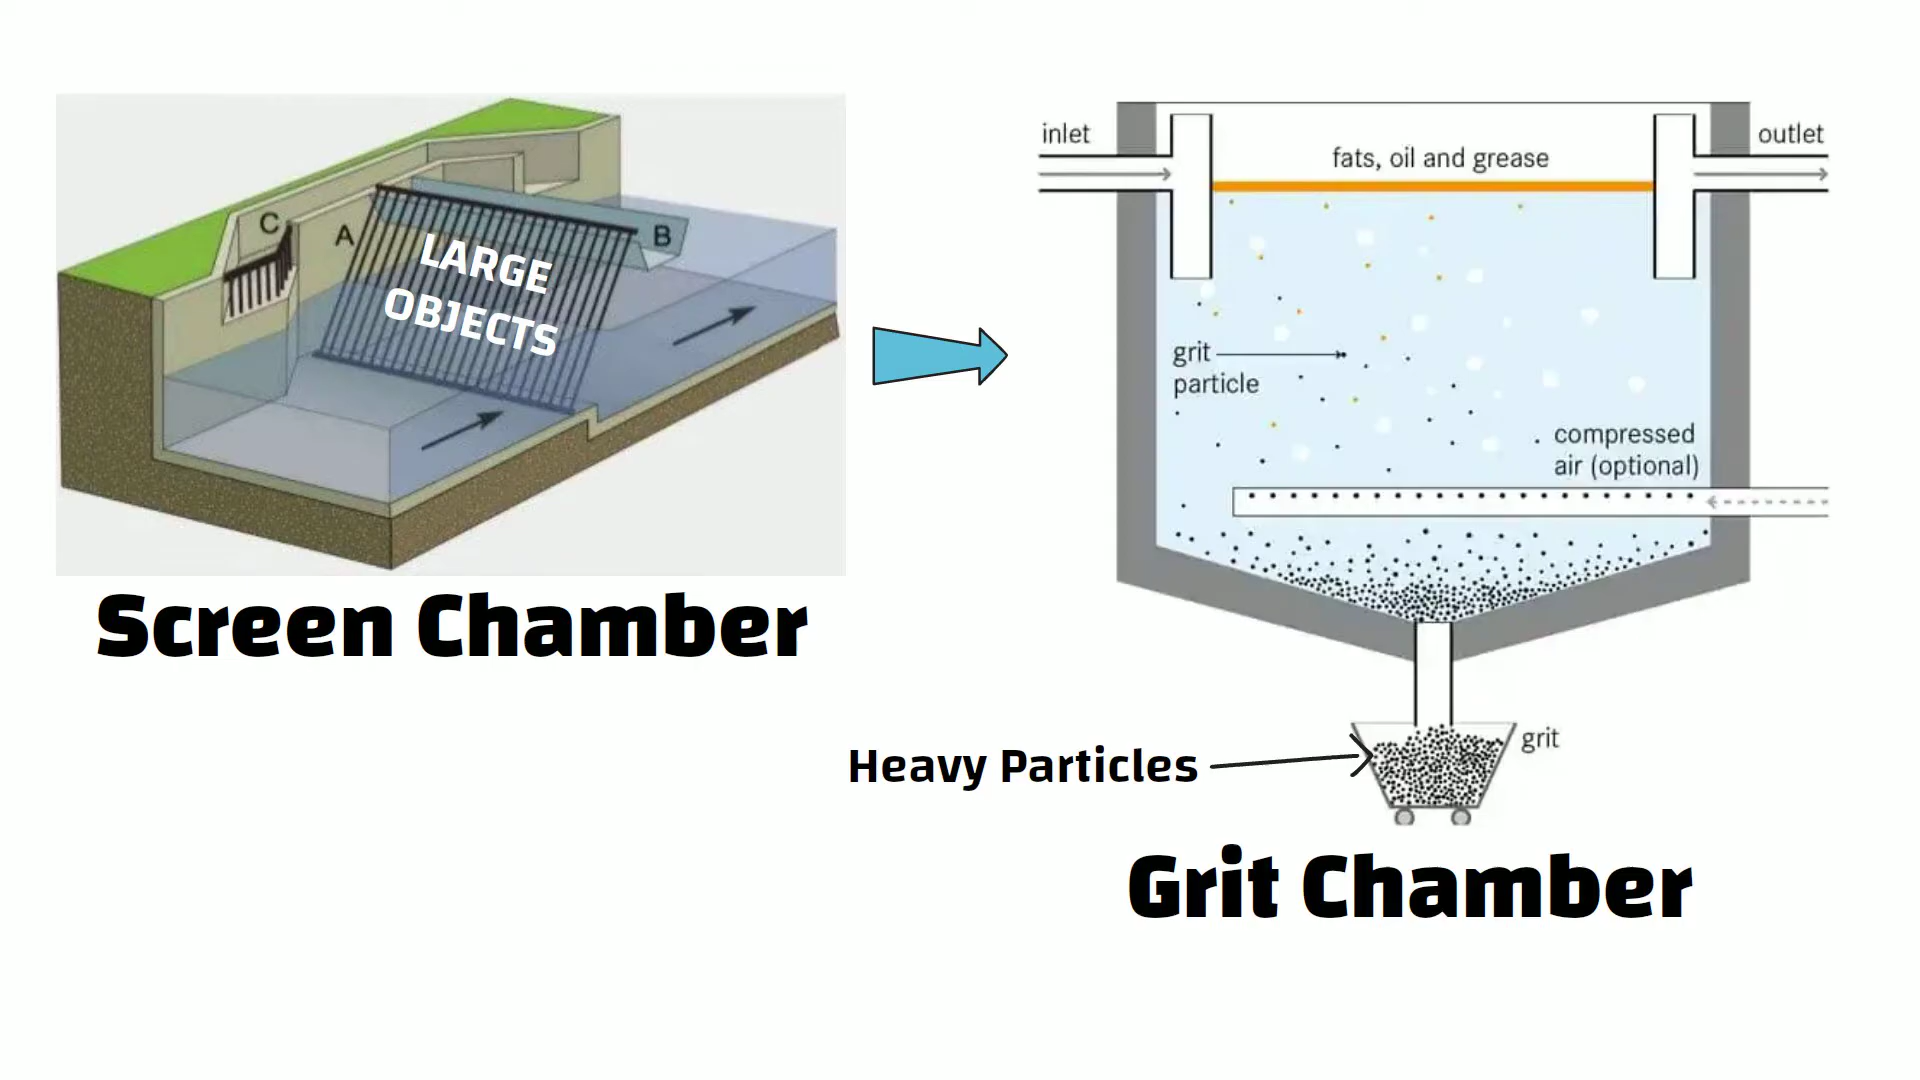 C
A
B
LARGE
OBJECTS
Screen Chamber
inlet
outlet
fats, oil and grease
grit
particle
compressed
air (optional)
grit
Heavy Particles
Grit Chamber